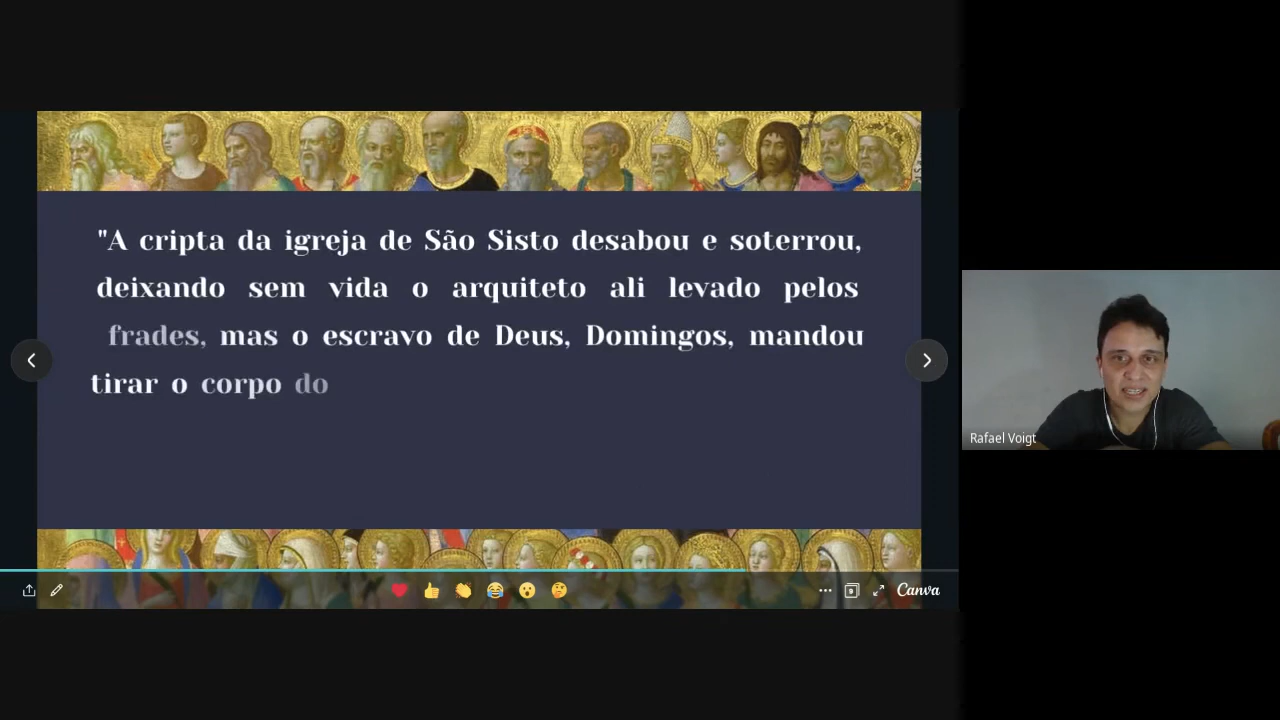 "A cripta da igreja de São Sisto desabou e soterrou,
deixando sem vida o arquiteto ali levado pelos
frades, mas o escravo de Deus, Domingos, mandou
tirar o corpo do
Rafael Voigt
Canva